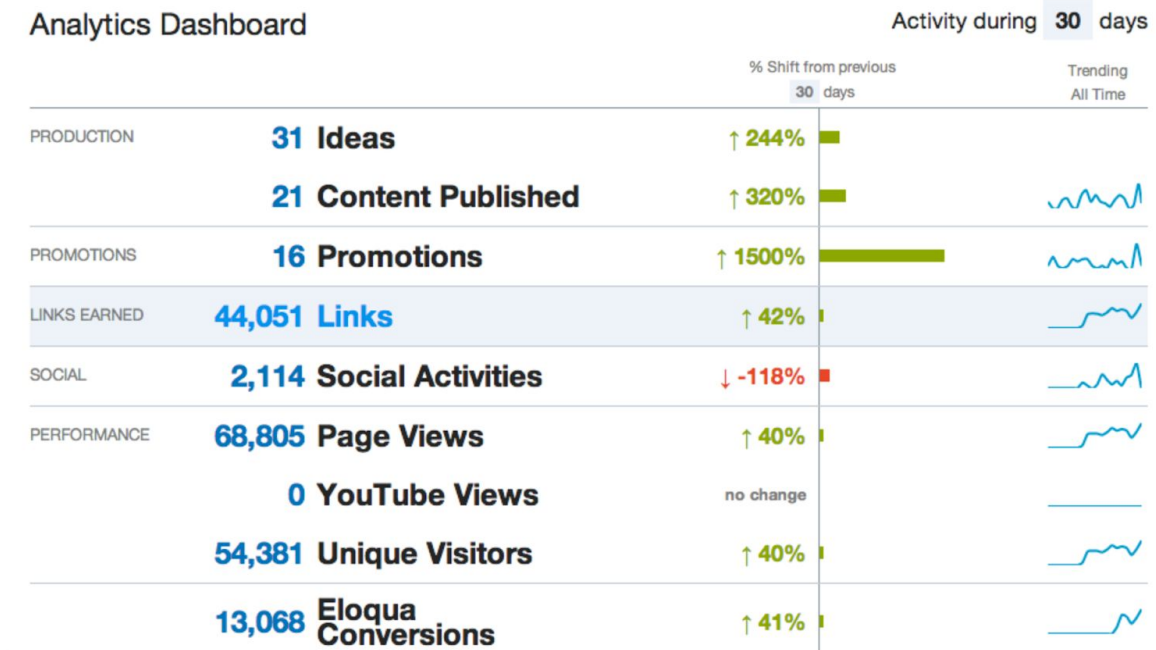 Analytics Dashboard
Activity during 30 days
% Shift from previous
30 days
Trending
All Time
PRODUCTION 31 Ideas ↑ 244%
21 Content Published ↑ 320%
PROMOTIONS 16 Promotions ↑ 1500%
LINKS EARNED 44,051 Links ↑ 42%
SOCIAL 2,114 Social Activities ↓ -118%
PERFORMANCE 68,805 Page Views ↑ 40%
0 YouTube Views no change
54,381 Unique Visitors ↑ 40%
13,068 Eloqua
Conversions ↑ 41%